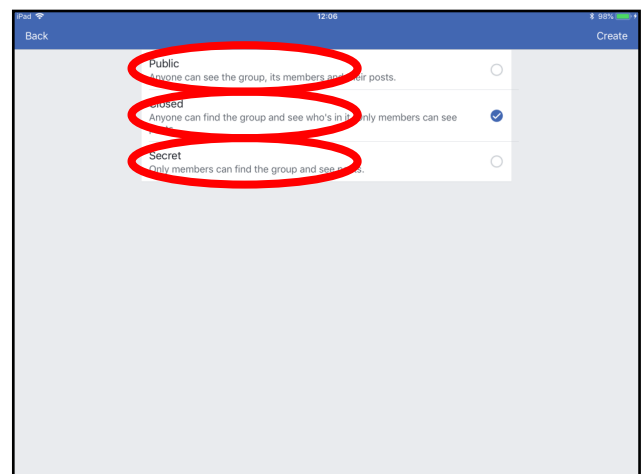 iPad 12:06 98%
Back Create
Public
Anyone can see the group, its members and their posts.
Closed
Anyone can find the group and see who's in it. Only members can see
posts.
Secret
Only members can find the group and see posts.